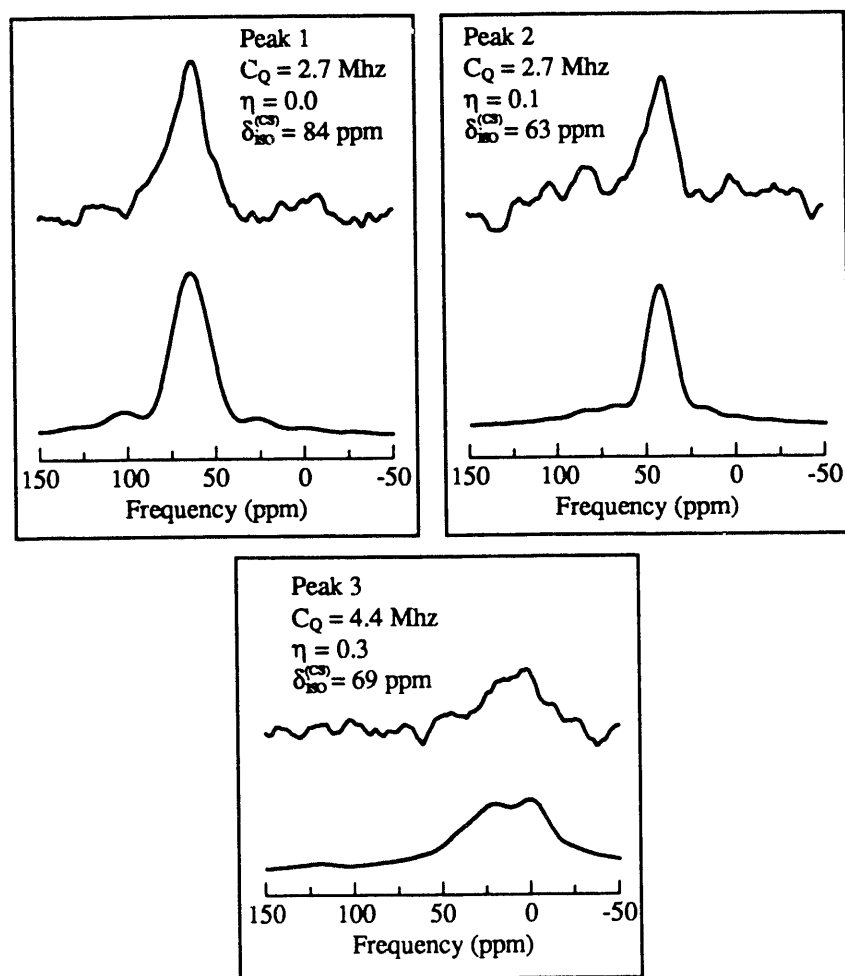 Peak 1
C_Q = 2.7 Mhz
η = 0.0
δ_iso^(CS) = 84 ppm
150 100 50 0 -50
Frequency (ppm)
Peak 2
C_Q = 2.7 Mhz
η = 0.1
δ_iso^(CS) = 63 ppm
150 100 50 0 -50
Frequency (ppm)
Peak 3
C_Q = 4.4 Mhz
η = 0.3
δ_iso^(CS) = 69 ppm
150 100 50 0 -50
Frequency (ppm)